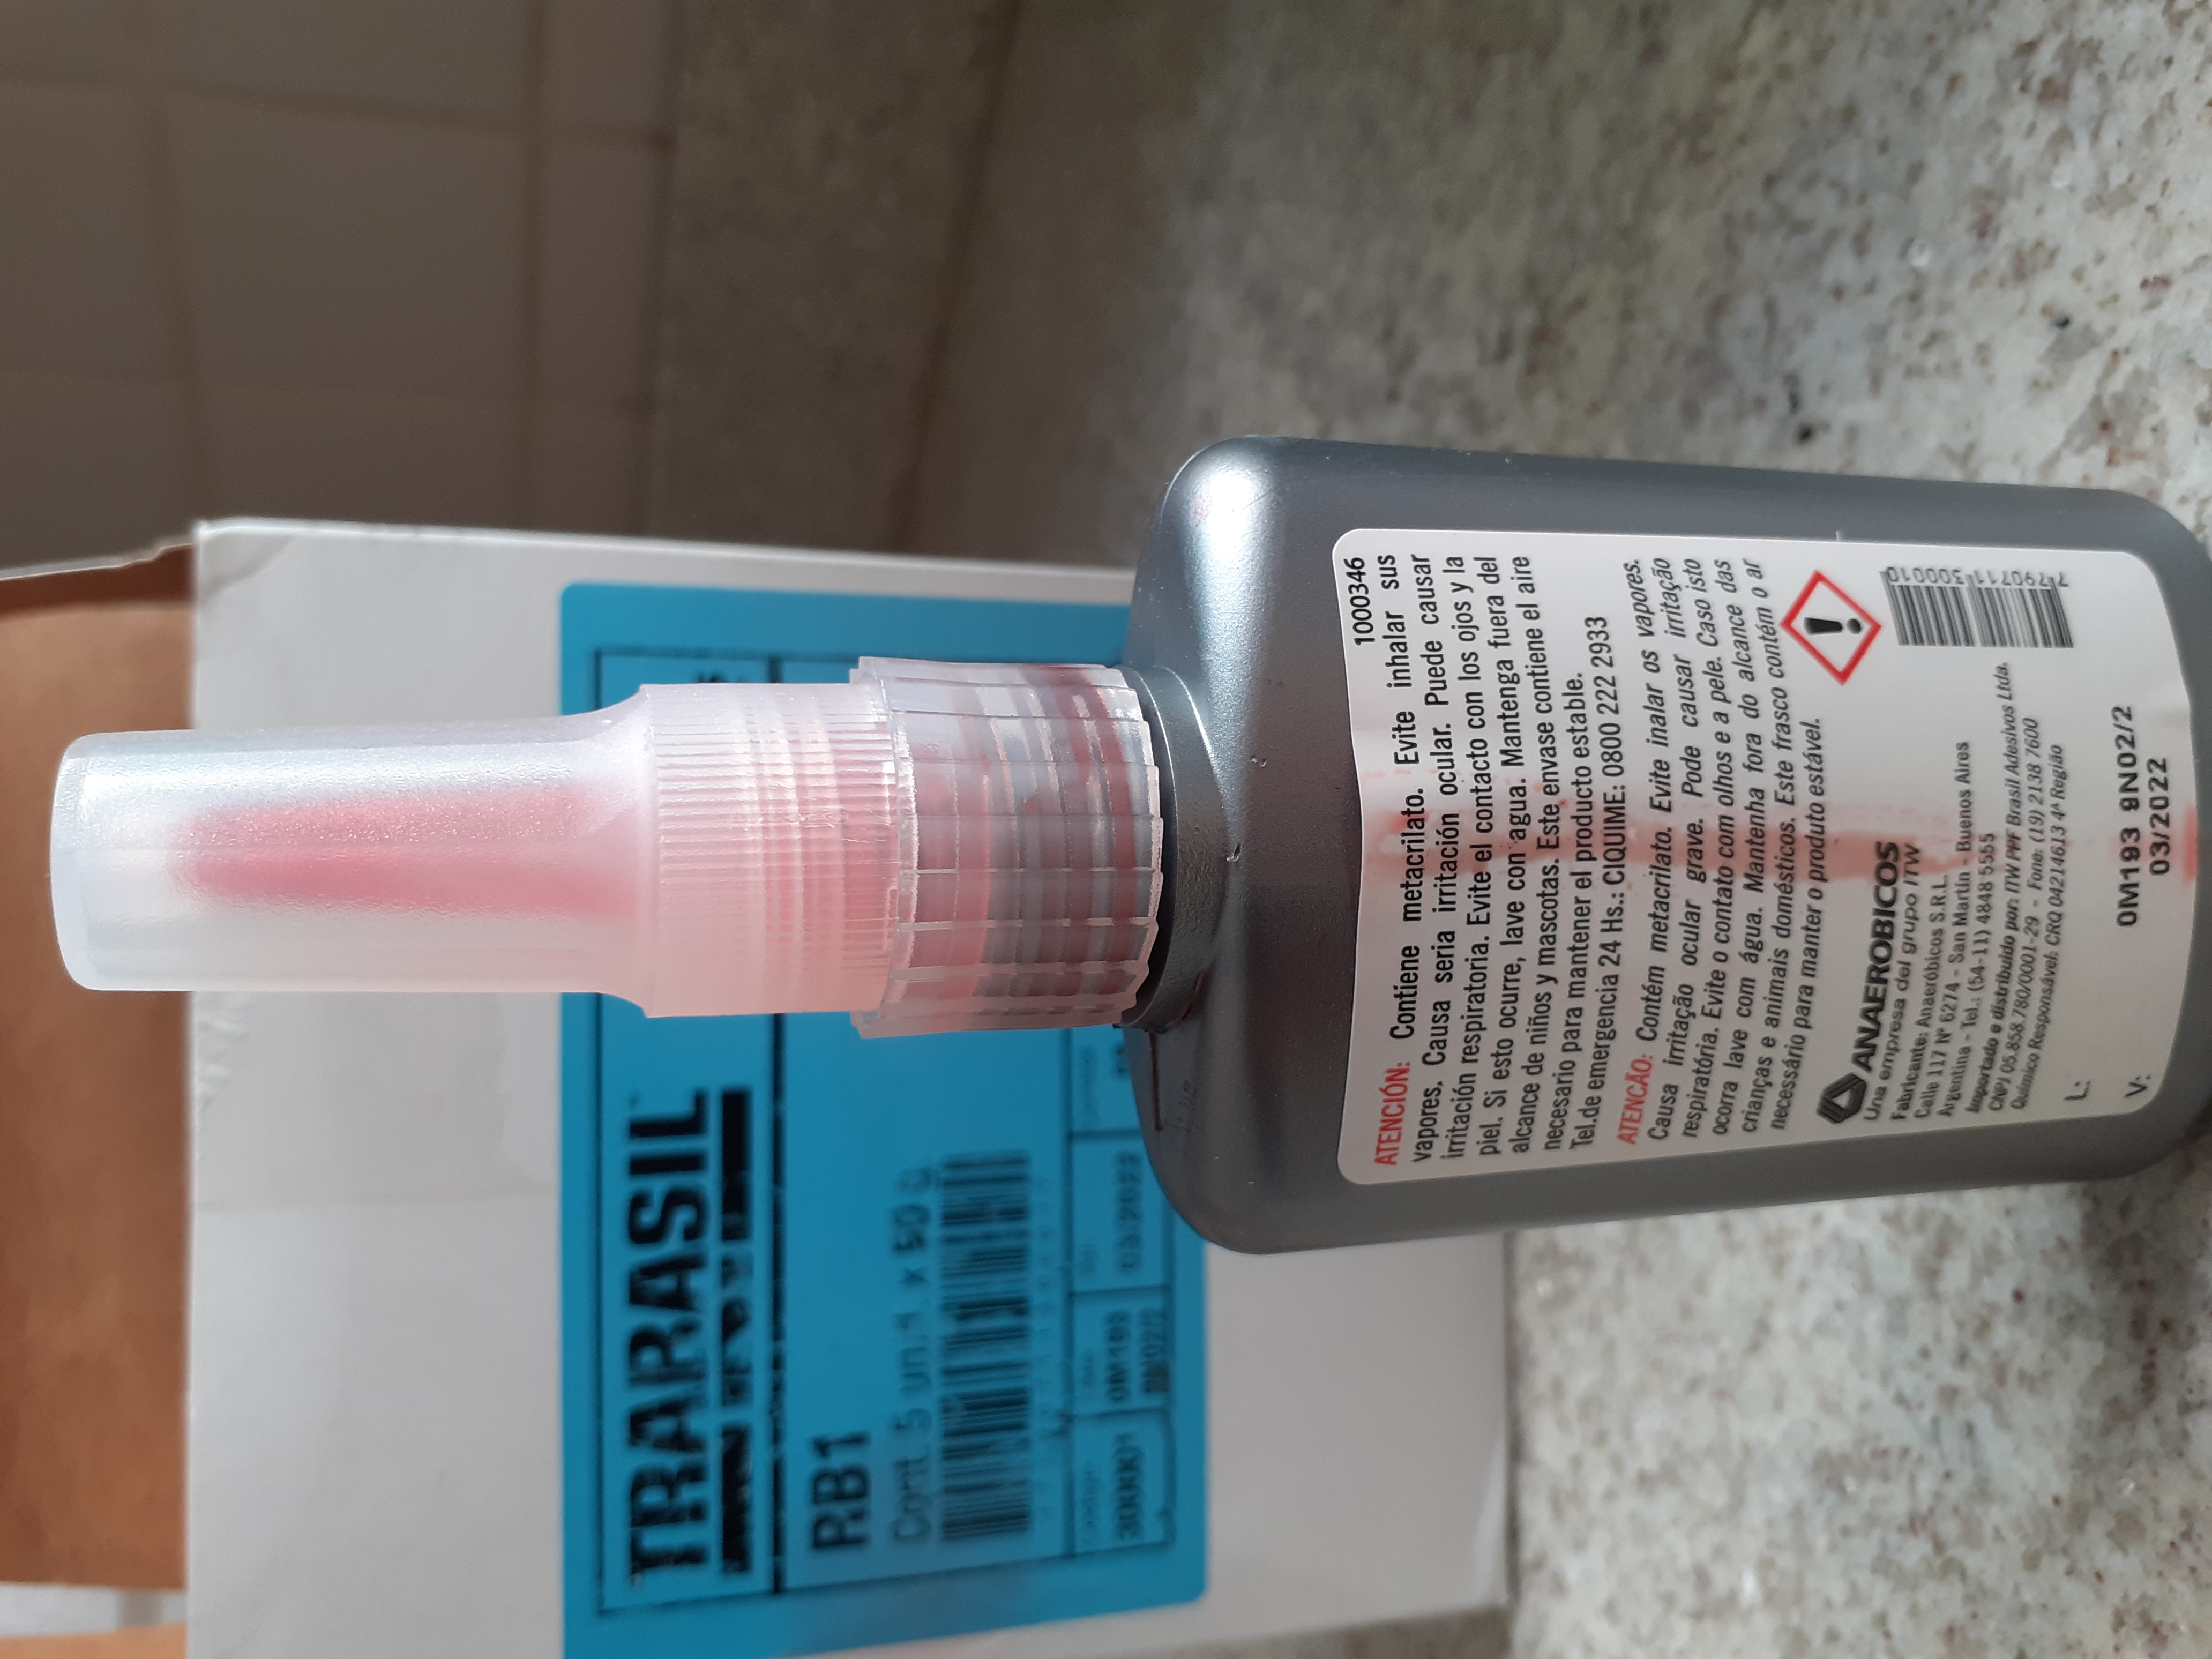 TRABASIL
RB1
Cont. 5 un.1. x 50 g
300001
0M193
9N02/2
03/2022
1000346
ATENCIÓN: Contiene metacrilato. Evite inhalar sus
vapores. Causa seria irritación ocular. Puede causar
irritación respiratoria. Evite el contacto con los ojos y la
piel. Si esto ocurre, lave con agua. Mantenga fuera del
alcance de niños y mascotas. Este envase contiene el aire
necesario para mantener el producto estable.
Tel.de emergencia 24 Hs.: CIQUIME: 0800 222 2933
ATENCÃO: Contém metacrilato. Evite inalar os vapores.
Causa irritação ocular grave. Pode causar irritação
respiratória. Evite o contato com olhos e a pele. Caso isto
ocorra lave com água. Mantenha fora do alcance das
crianças e animais domésticos. Este frasco contém o ar
necessário para manter o produto estável.
ANAEROBICOS
Una empresa del grupo ITW
Fabricante: Anaeróbicos S.R.L.
Calle 117 N° 6274 - San Martín - Buenos Aires
Argentina - Tel.: (54-11) 4848 5555
Importado e distribuido por: ITW PPF Brasil Adesivos Ltda.
CNPJ 05.858.780/0001-29 - Fone: (19) 2138 7600
Químico Responsável: CRQ 04214613 4ª Região
7 790711 300010
L:
0M193 9N02/2
V:
03/2022